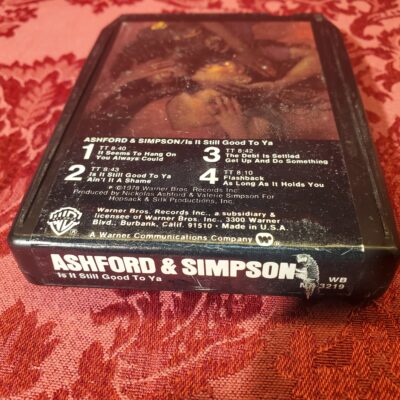 ASHFORD & SIMPSON/Is It Still Good To Ya
1 TT 8:40
It Seems To Hang On
You Always Could
2 TT 8:43
Is It Still Good To Ya
Ain't It A Shame
3 TT 8:42
The Debt Is Settled
Get Up And Do Something
4 TT 8:10
Flashback
As Long As It Holds You
©1978 Warner Bros. Records Inc.
Produced by Nickolas Ashford & Valerie Simpson For
Hopsack & Silk Productions, Inc.
Warner Bros. Records Inc., a subsidiary &
licensee of Warner Bros. Inc., 3300 Warner
Blvd., Burbank, Calif. 91510 • Made in U.S.A.
A Warner Communications Company
ASHFORD & SIMPSON
Is It Still Good To Ya
WB
3219